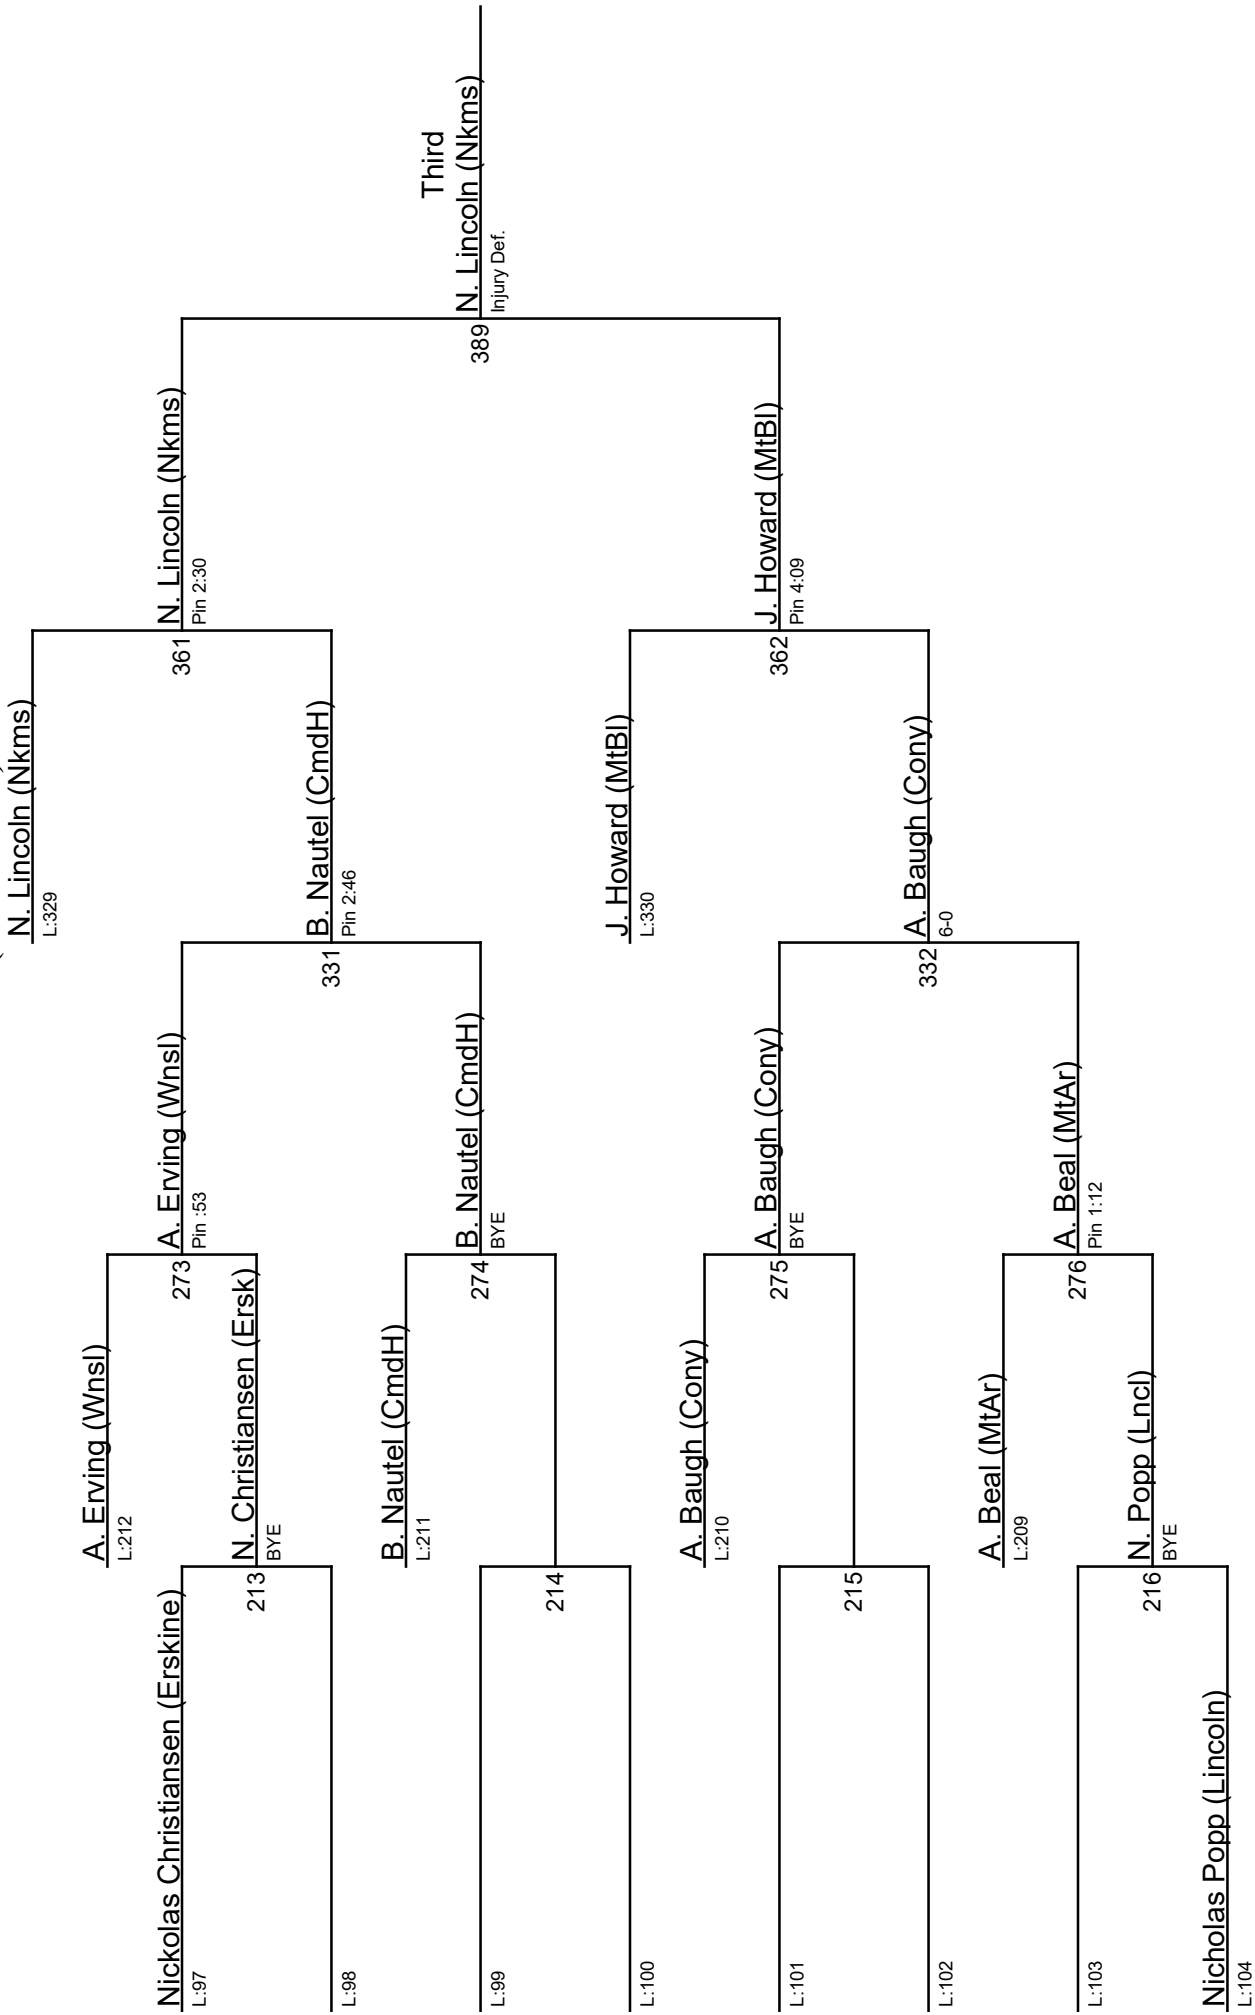 Nickolas Christiansen (Erskine)
L:97
L:98
213
L:99
L:100
214
L:101
L:102
215
L:103
Nicholas Popp (Lincoln)
L:104
216
A. Erving (Wnsl)
L:212
N. Christiansen (Ersk)
BYE
273
B. Nautel (CmdH)
L:211
274
A. Baugh (Cony)
L:210
275
A. Beal (MtAr)
L:209
N. Popp (Lncl)
BYE
276
A. Erving (Wnsl)
Pin :53
B. Nautel (CmdH)
BYE
331
A. Baugh (Cony)
BYE
A. Beal (MtAr)
Pin 1:12
332
N. Lincoln (Nkms)
L:329
B. Nautel (CmdH)
Pin 2:46
361
J. Howard (MtBl)
L:330
A. Baugh (Cony)
6-0
362
N. Lincoln (Nkms)
Pin 2:30
J. Howard (MtBl)
Pin 4:09
389
Third
N. Lincoln (Nkms)
Injury Def.